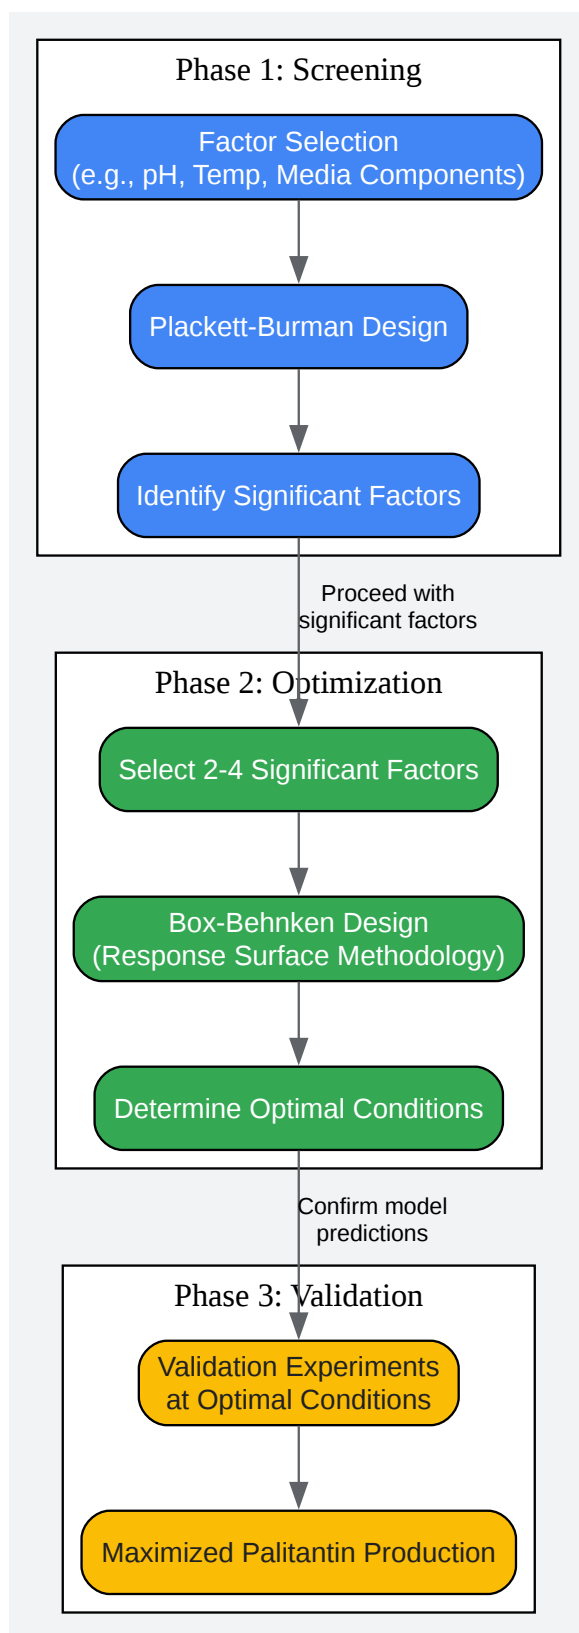 Phase 1: Screening
Factor Selection
(e.g., pH, Temp, Media Components)
Plackett-Burman Design
Identify Significant Factors
Proceed with
significant factors
Phase 2: Optimization
Select 2-4 Significant Factors
Box-Behnken Design
(Response Surface Methodology)
Determine Optimal Conditions
Confirm model
predictions
Phase 3: Validation
Validation Experiments
at Optimal Conditions
Maximized Palitantin Production